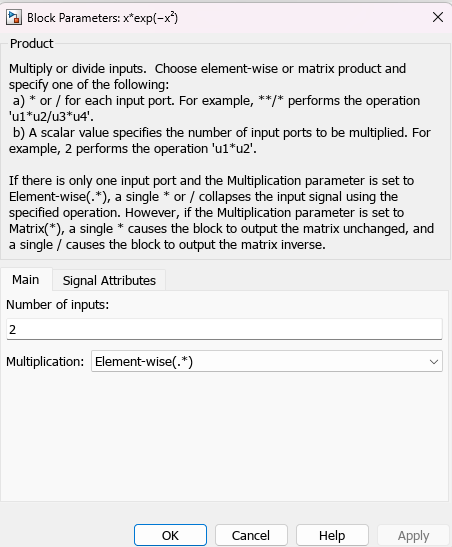 Block Parameters: x*exp(−x²)
Product
Multiply or divide inputs.  Choose element-wise or matrix product and
specify one of the following:
 a) * or / for each input port. For example, **/* performs the operation
'u1*u2/u3*u4'.
 b) A scalar value specifies the number of input ports to be multiplied. For
example, 2 performs the operation 'u1*u2'.
If there is only one input port and the Multiplication parameter is set to
Element-wise(.*), a single * or / collapses the input signal using the
specified operation. However, if the Multiplication parameter is set to
Matrix(*), a single * causes the block to output the matrix unchanged, and
a single / causes the block to output the matrix inverse.
Main Signal Attributes
Number of inputs:
2
Multiplication: Element-wise(.*)
OK Cancel Help Apply